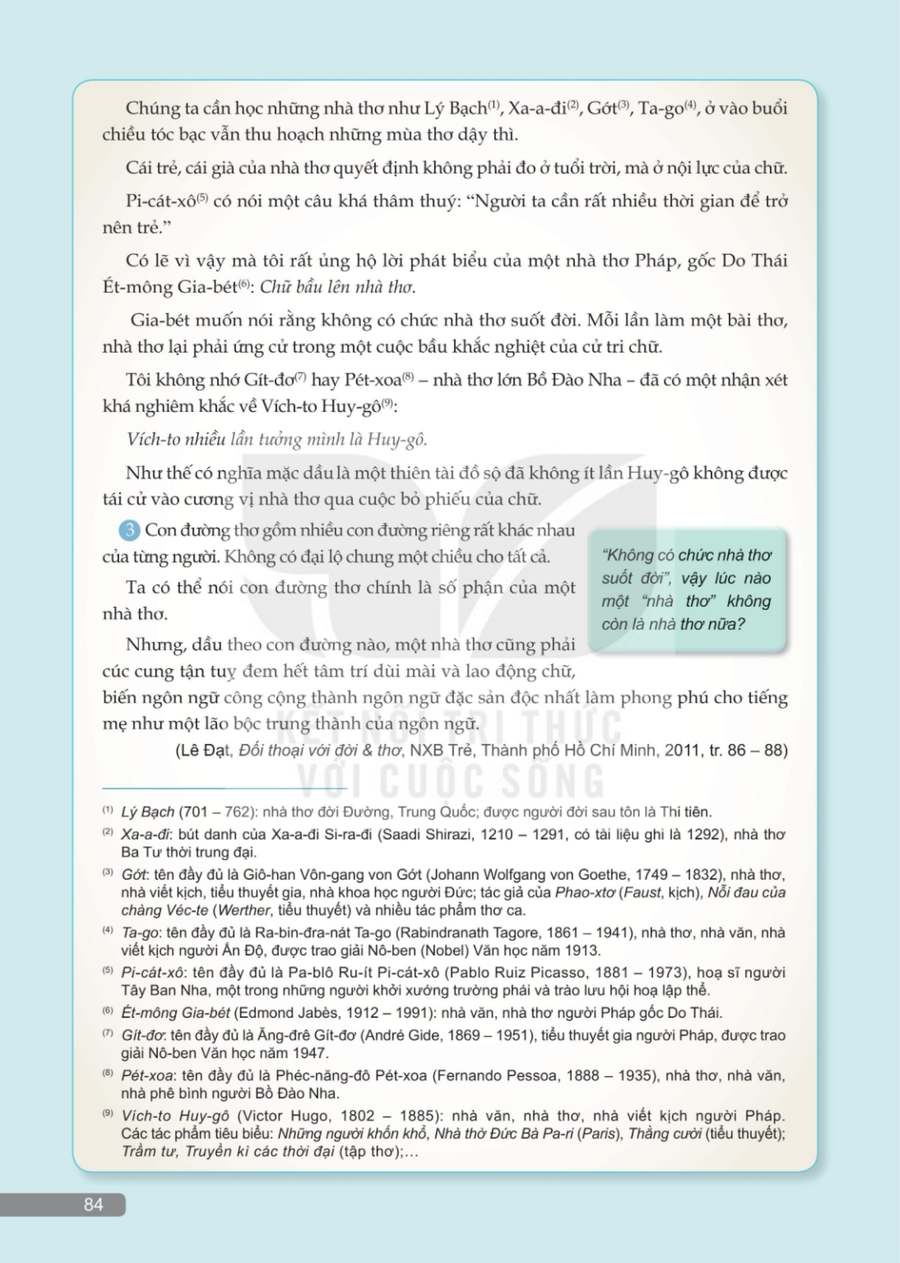 Chúng ta cần học những nhà thơ như Lý Bạch(1), Xa-a-đi(2), Gớt(3), Ta-go(4), ở vào buổi
chiều tóc bạc vẫn thu hoạch những mùa thơ dậy thì.
Cái trẻ, cái già của nhà thơ quyết định không phải đo ở tuổi trời, mà ở nội lực của chữ.
Pi-cát-xô(5) có nói một câu khá thâm thuý: “Người ta cần rất nhiều thời gian để trở
nên trẻ.”
Có lẽ vì vậy mà tôi rất ủng hộ lời phát biểu của một nhà thơ Pháp, gốc Do Thái
Ét-mông Gia-bét(6): Chữ bầu lên nhà thơ.
Gia-bét muốn nói rằng không có chức nhà thơ suốt đời. Mỗi lần làm một bài thơ,
nhà thơ lại phải ứng cử trong một cuộc bầu khắc nghiệt của cử tri chữ.
Tôi không nhớ Gít-đơ(7) hay Pét-xoa(8) – nhà thơ lớn Bồ Đào Nha – đã có một nhận xét
khá nghiêm khắc về Vích-to Huy-gô(9):
Vích-to nhiều lần tưởng mình là Huy-gô.
Như thế có nghĩa mặc dầu là một thiên tài đồ sộ đã không ít lần Huy-gô không được
tái cử vào cương vị nhà thơ qua cuộc bỏ phiếu của chữ.
3 Con đường thơ gồm nhiều con đường riêng rất khác nhau
của từng người. Không có đại lộ chung một chiều cho tất cả.
Ta có thể nói con đường thơ chính là số phận của một
nhà thơ.
Nhưng, dầu theo con đường nào, một nhà thơ cũng phải
cúc cung tận tuỵ đem hết tâm trí dùi mài và lao động chữ,
biến ngôn ngữ công cộng thành ngôn ngữ đặc sản độc nhất làm phong phú cho tiếng
mẹ như một lão bộc trung thành của ngôn ngữ.
(Lê Đạt, Đối thoại với đời & thơ, NXB Trẻ, Thành phố Hồ Chí Minh, 2011, tr. 86 – 88)
“Không có chức nhà thơ
suốt đời”, vậy lúc nào
một “nhà thơ” không
còn là nhà thơ nữa?
KẾT NỐI TRI THỨC
VỚI CUỘC SỐNG
(1) Lý Bạch (701 – 762): nhà thơ đời Đường, Trung Quốc; được người đời sau tôn là Thi tiên.
(2) Xa-a-đi: bút danh của Xa-a-đi Si-ra-đi (Saadi Shirazi, 1210 – 1291, có tài liệu ghi là 1292), nhà thơ
Ba Tư thời trung đại.
(3) Gớt: tên đầy đủ là Giô-han Vôn-gang von Gớt (Johann Wolfgang von Goethe, 1749 – 1832), nhà thơ,
nhà viết kịch, tiểu thuyết gia, nhà khoa học người Đức; tác giả của Phao-xtơ (Faust, kịch), Nỗi đau của
chàng Véc-te (Werther, tiểu thuyết) và nhiều tác phẩm thơ ca.
(4) Ta-go: tên đầy đủ là Ra-bin-đra-nát Ta-go (Rabindranath Tagore, 1861 – 1941), nhà thơ, nhà văn, nhà
viết kịch người Ấn Độ, được trao giải Nô-ben (Nobel) Văn học năm 1913.
(5) Pi-cát-xô: tên đầy đủ là Pa-blô Ru-ít Pi-cát-xô (Pablo Ruiz Picasso, 1881 – 1973), hoạ sĩ người
Tây Ban Nha, một trong những người khởi xướng trường phái và trào lưu hội hoạ lập thể.
(6) Ét-mông Gia-bét (Edmond Jabès, 1912 – 1991): nhà văn, nhà thơ người Pháp gốc Do Thái.
(7) Gít-đơ: tên đầy đủ là Ăng-đrê Gít-đơ (André Gide, 1869 – 1951), tiểu thuyết gia người Pháp, được trao
giải Nô-ben Văn học năm 1947.
(8) Pét-xoa: tên đầy đủ là Phéc-năng-đô Pét-xoa (Fernando Pessoa, 1888 – 1935), nhà thơ, nhà văn,
nhà phê bình người Bồ Đào Nha.
(9) Vích-to Huy-gô (Victor Hugo, 1802 – 1885): nhà văn, nhà thơ, nhà viết kịch người Pháp.
Các tác phẩm tiêu biểu: Những người khốn khổ, Nhà thờ Đức Bà Pa-ri (Paris), Thằng cười (tiểu thuyết);
Trầm tư, Truyền kì các thời đại (tập thơ);...
84